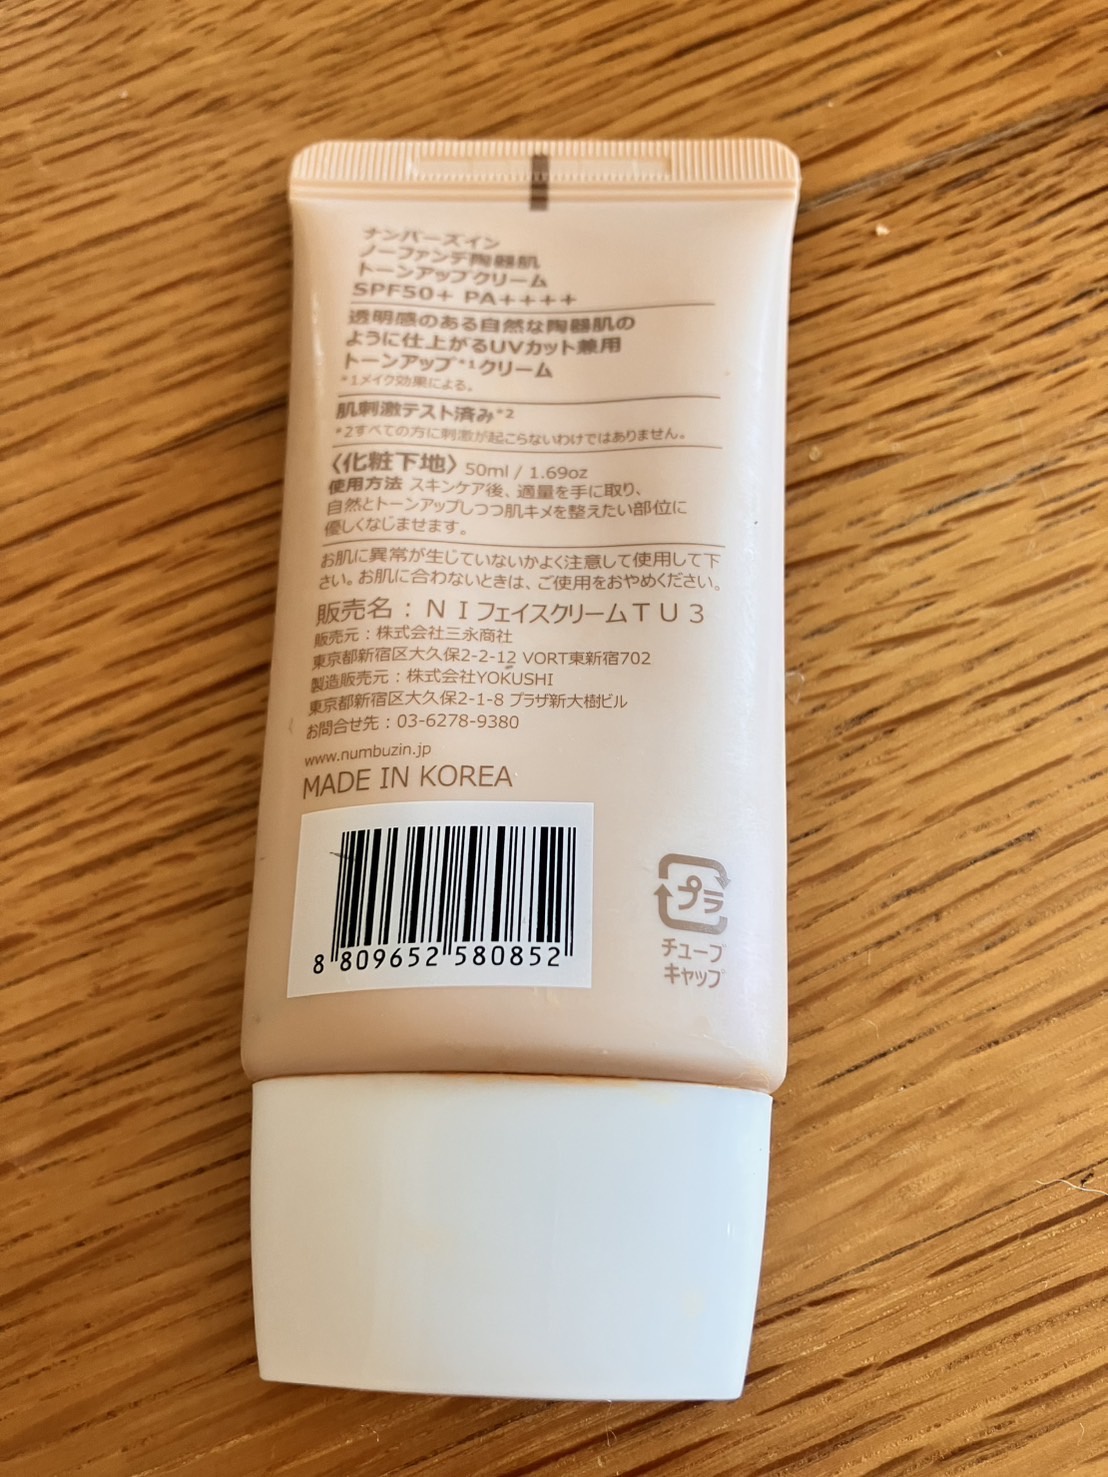 ナンバーズイン
ノーファンデ陶器肌
トーンアップクリーム
SPF50+ PA++++
透明感のある自然な陶器肌の
ように仕上がるUVカット兼用
トーンアップ*1クリーム
*1メイク効果による。
肌刺激テスト済み*2
*2すべての方に刺激が起こらないわけではありません。
〈化粧下地〉50ml / 1.69oz
使用方法 スキンケア後、適量を手に取り、
自然とトーンアップしつつ肌キメを整えたい部位に
優しくなじませます。
お肌に異常が生じていないかよく注意して使用して下
さい。お肌に合わないときは、ご使用をおやめください。
販売名：ＮＩフェイスクリームＴＵ３
販売元：株式会社三永商社
東京都新宿区大久保2-2-12 VORT東新宿702
製造販売元：株式会社YOKUSHI
東京都新宿区大久保2-1-8 プラザ新大樹ビル
お問合せ先：03-6278-9380
www.numbuzin.jp
MADE IN KOREA
8 809652 580852
プラ
チューブ
キャップ